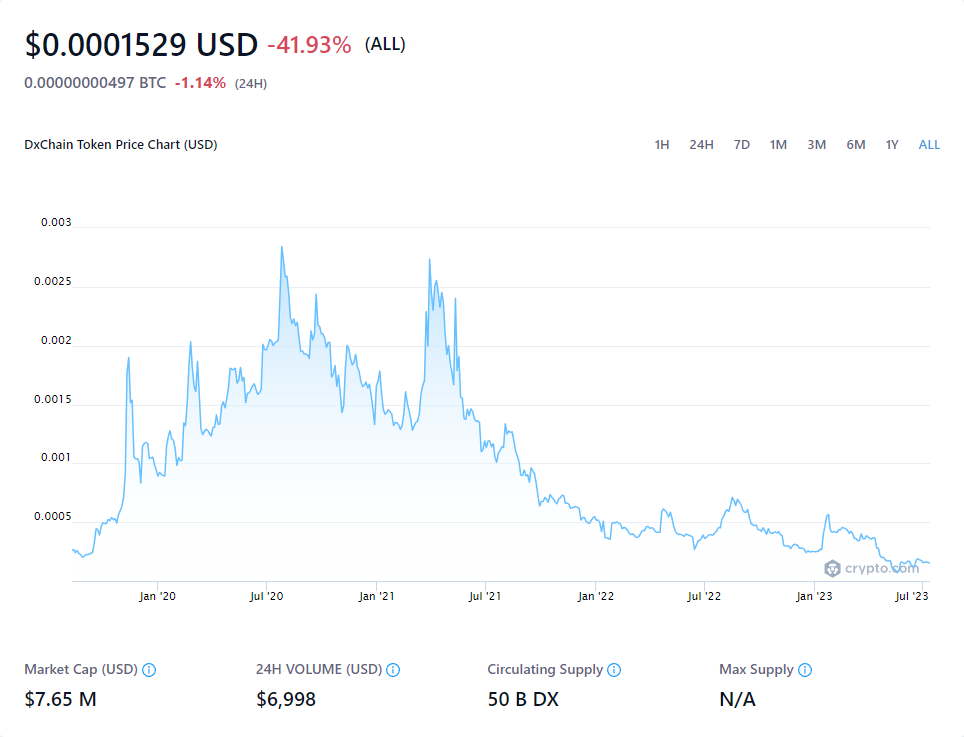 $0.0001529 USD -41.93% (ALL)
0.00000000497 BTC -1.14% (24H)
DxChain Token Price Chart (USD) 1H 24H 7D 1M 3M 6M 1Y ALL
0.003
0.0025
0.002
0.0015
0.001
0.0005
crypto.com
Jan '20 Jul '20 Jan '21 Jul '21 Jan '22 Jul '22 Jan '23 Jul '23
Market Cap (USD) 24H VOLUME (USD) Circulating Supply Max Supply
$7.65 M $6,998 50 B DX N/A